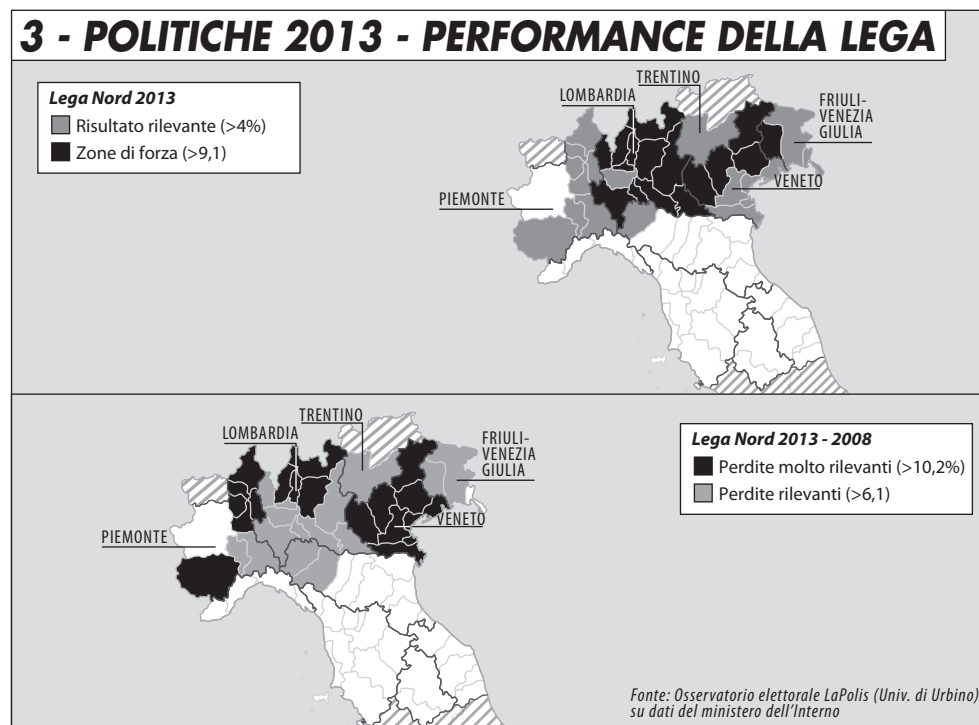 3 - POLITICHE 2013 - PERFORMANCE DELLA LEGA
Lega Nord 2013
Risultato rilevante (>4%)
Zone di forza (>9,1)
TRENTINO
LOMBARDIA
FRIULI-
VENEZIA
GIULIA
VENETO
PIEMONTE
TRENTINO
LOMBARDIA
FRIULI-
VENEZIA
GIULIA
VENETO
PIEMONTE
Lega Nord 2013 - 2008
Perdite molto rilevanti (>10,2%)
Perdite rilevanti (>6,1)
Fonte: Osservatorio elettorale LaPolis (Univ. di Urbino)
su dati del ministero dell'Interno